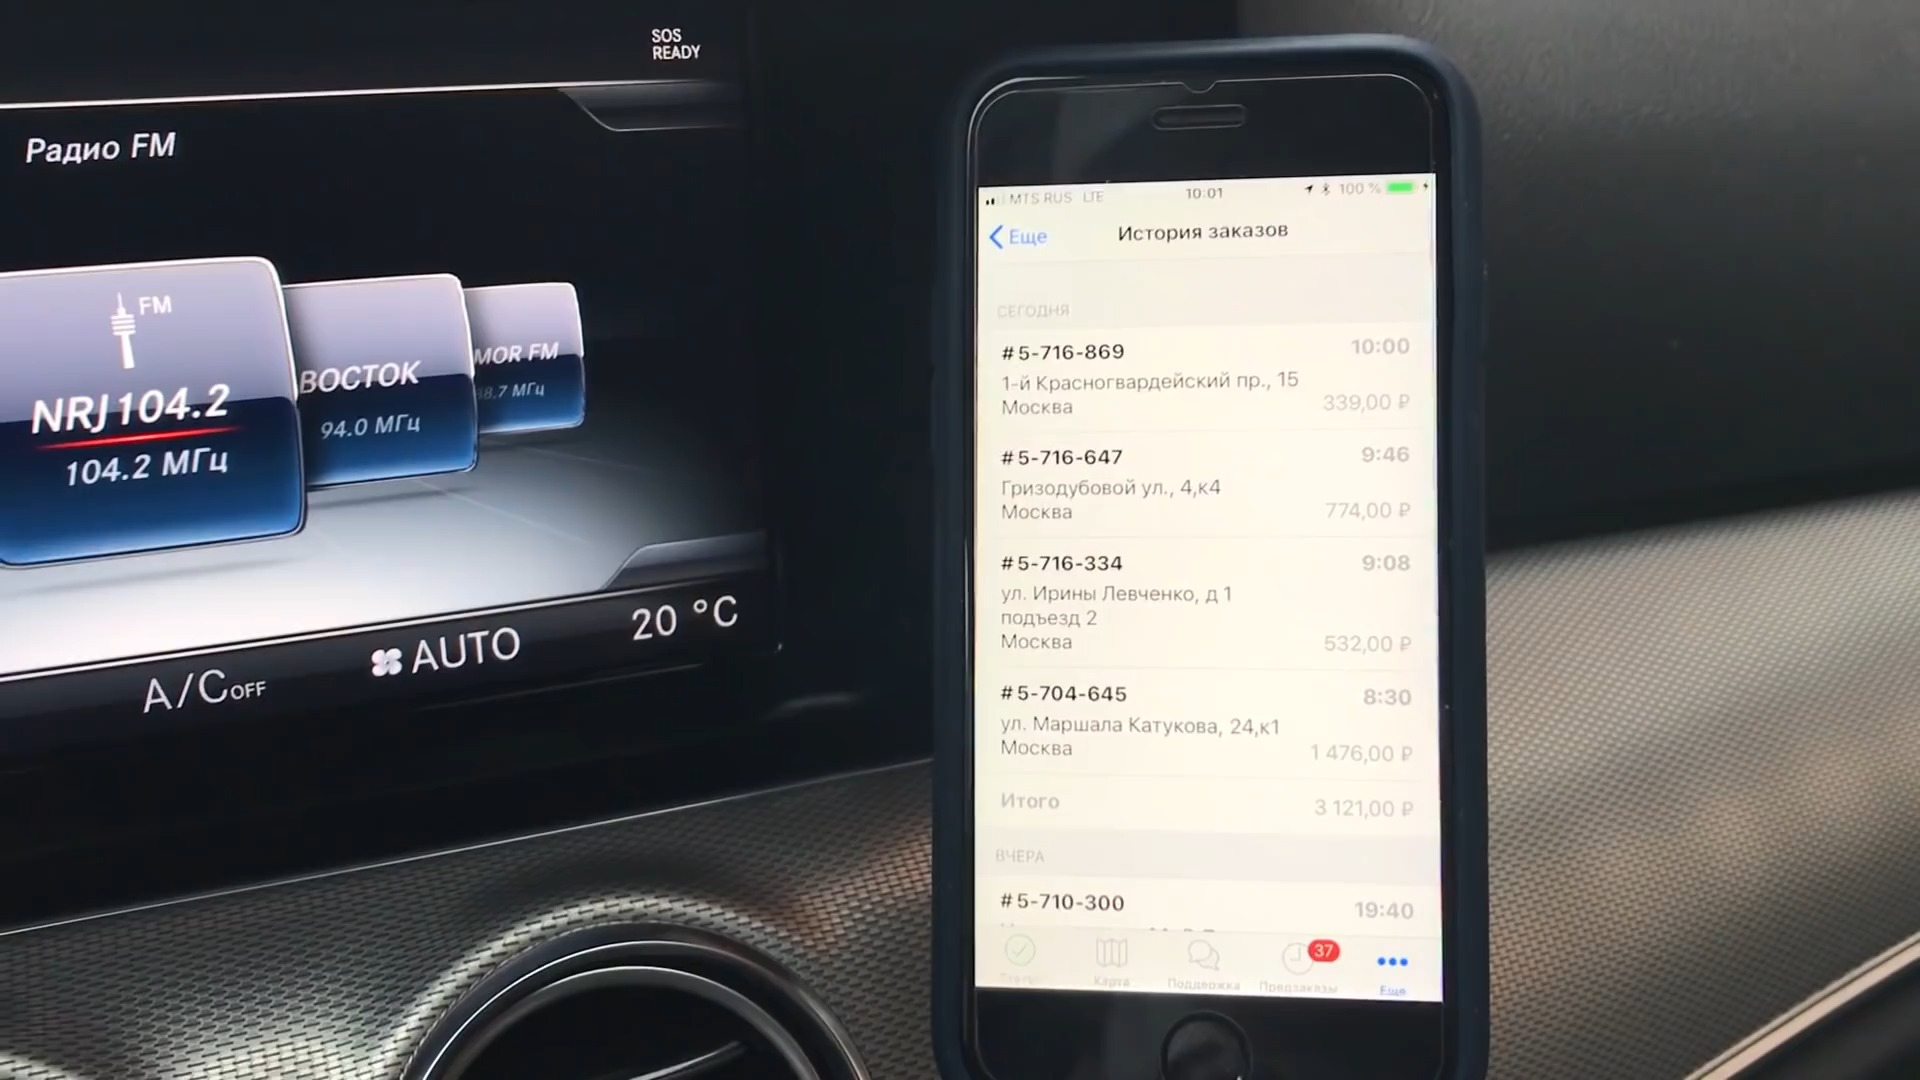 SOS
READY
Радио FM
FM
NRJ104.2
104.2 МГц
ВОСТОК
94.0 МГц
MOR FM
8.7 МГц
A/C OFF
AUTO
20 °C
MTS RUS LTE
10:01
100 %
Еще
История заказов
СЕГОДНЯ
#5-716-869
10:00
1-й Красногвардейский пр., 15
Москва
339,00 ₽
#5-716-647
9:46
Гризодубовой ул., 4,к4
Москва
774,00 ₽
#5-716-334
9:08
ул. Ирины Левченко, д 1
подъезд 2
Москва
532,00 ₽
#5-704-645
8:30
ул. Маршала Катукова, 24,к1
Москва
1 476,00 ₽
Итого
3 121,00 ₽
ВЧЕРА
#5-710-300
19:40
37
Карта
Поддержка
Предзаказы
Еще